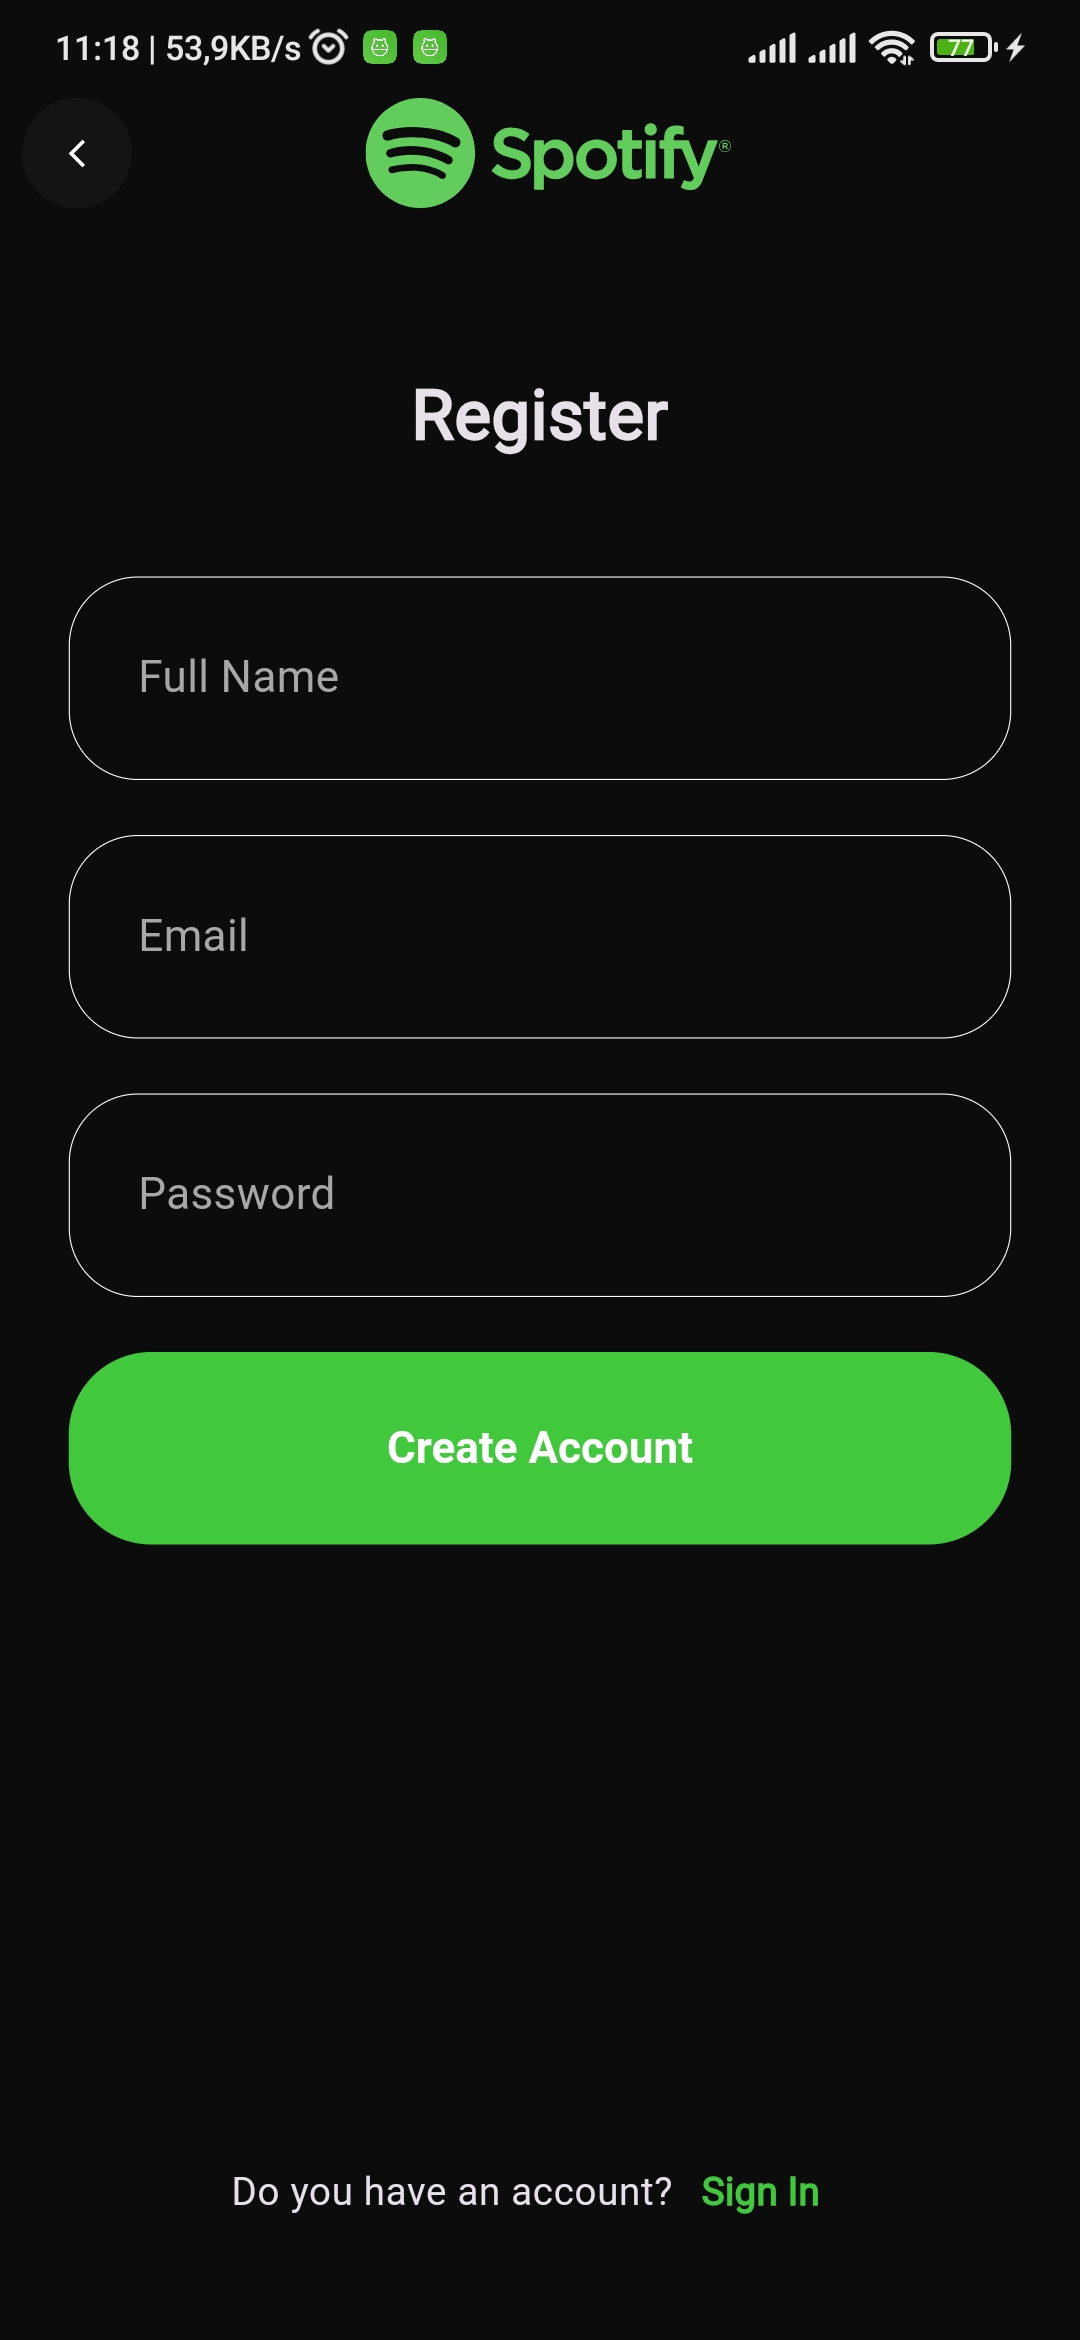 11:18 | 53,9KB/s 77
Spotify®
Register
Full Name
Email
Password
Create Account
Do you have an account? Sign In